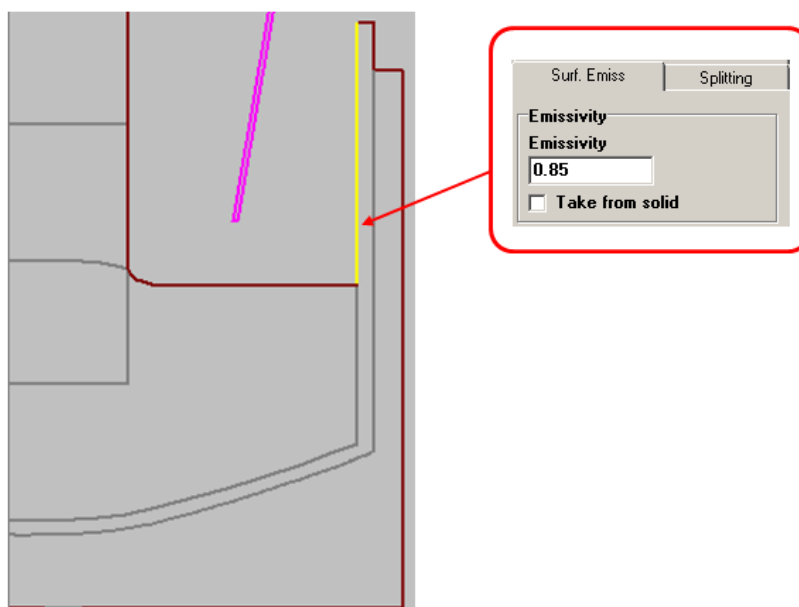 Surf. Emiss
Splitting
Emissivity
Emissivity
0.85
Take from solid